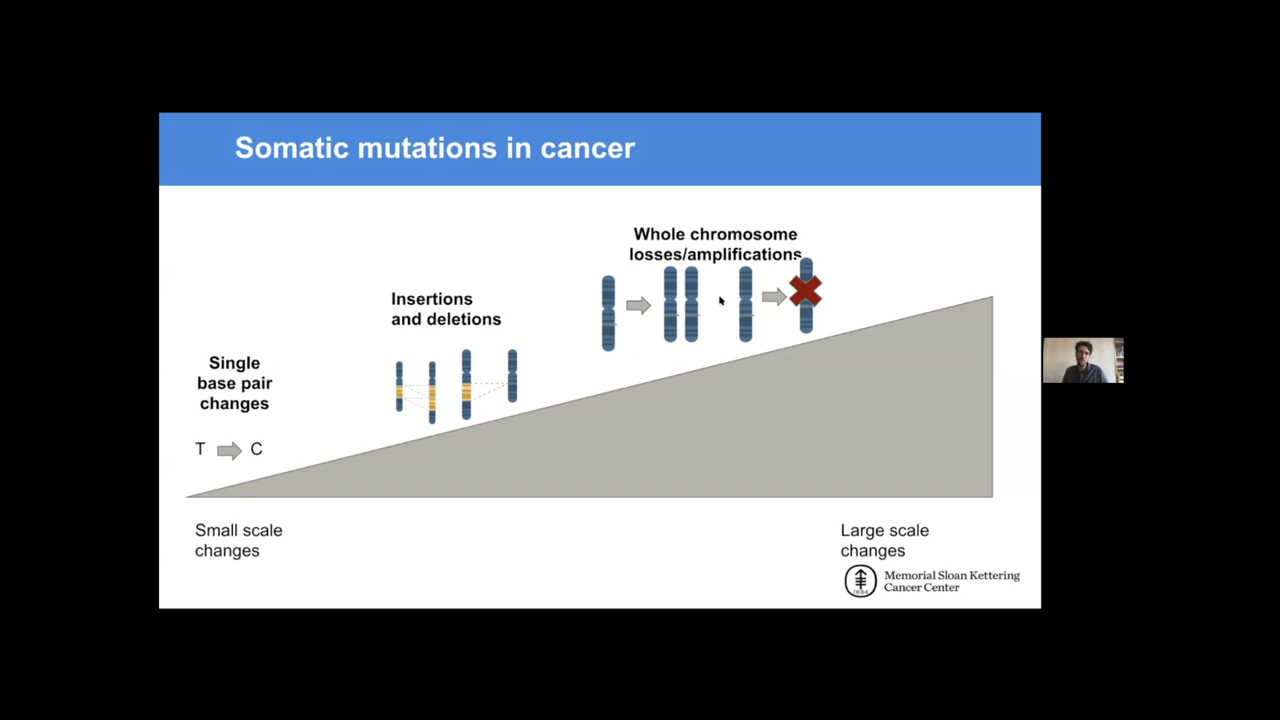 Somatic mutations in cancer
Whole chromosome
losses/amplifications
Insertions
and deletions
Single
base pair
changes
T
C
Small scale
changes
Large scale
changes
Memorial Sloan Kettering
Cancer Center
1884